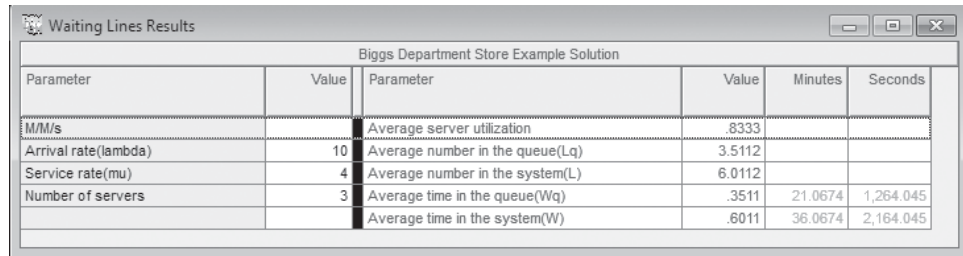 Waiting Lines Results
Biggs Department Store Example Solution
Parameter Value Parameter Value Minutes Seconds
M/M/s Average server utilization .8333
Arrival rate(lambda) 10 Average number in the queue(Lq) 3.5112
Service rate(mu) 4 Average number in the system(L) 6.0112
Number of servers 3 Average time in the queue(Wq) .3511 21.0674 1,264.045
Average time in the system(W) .6011 36.0674 2,164.045